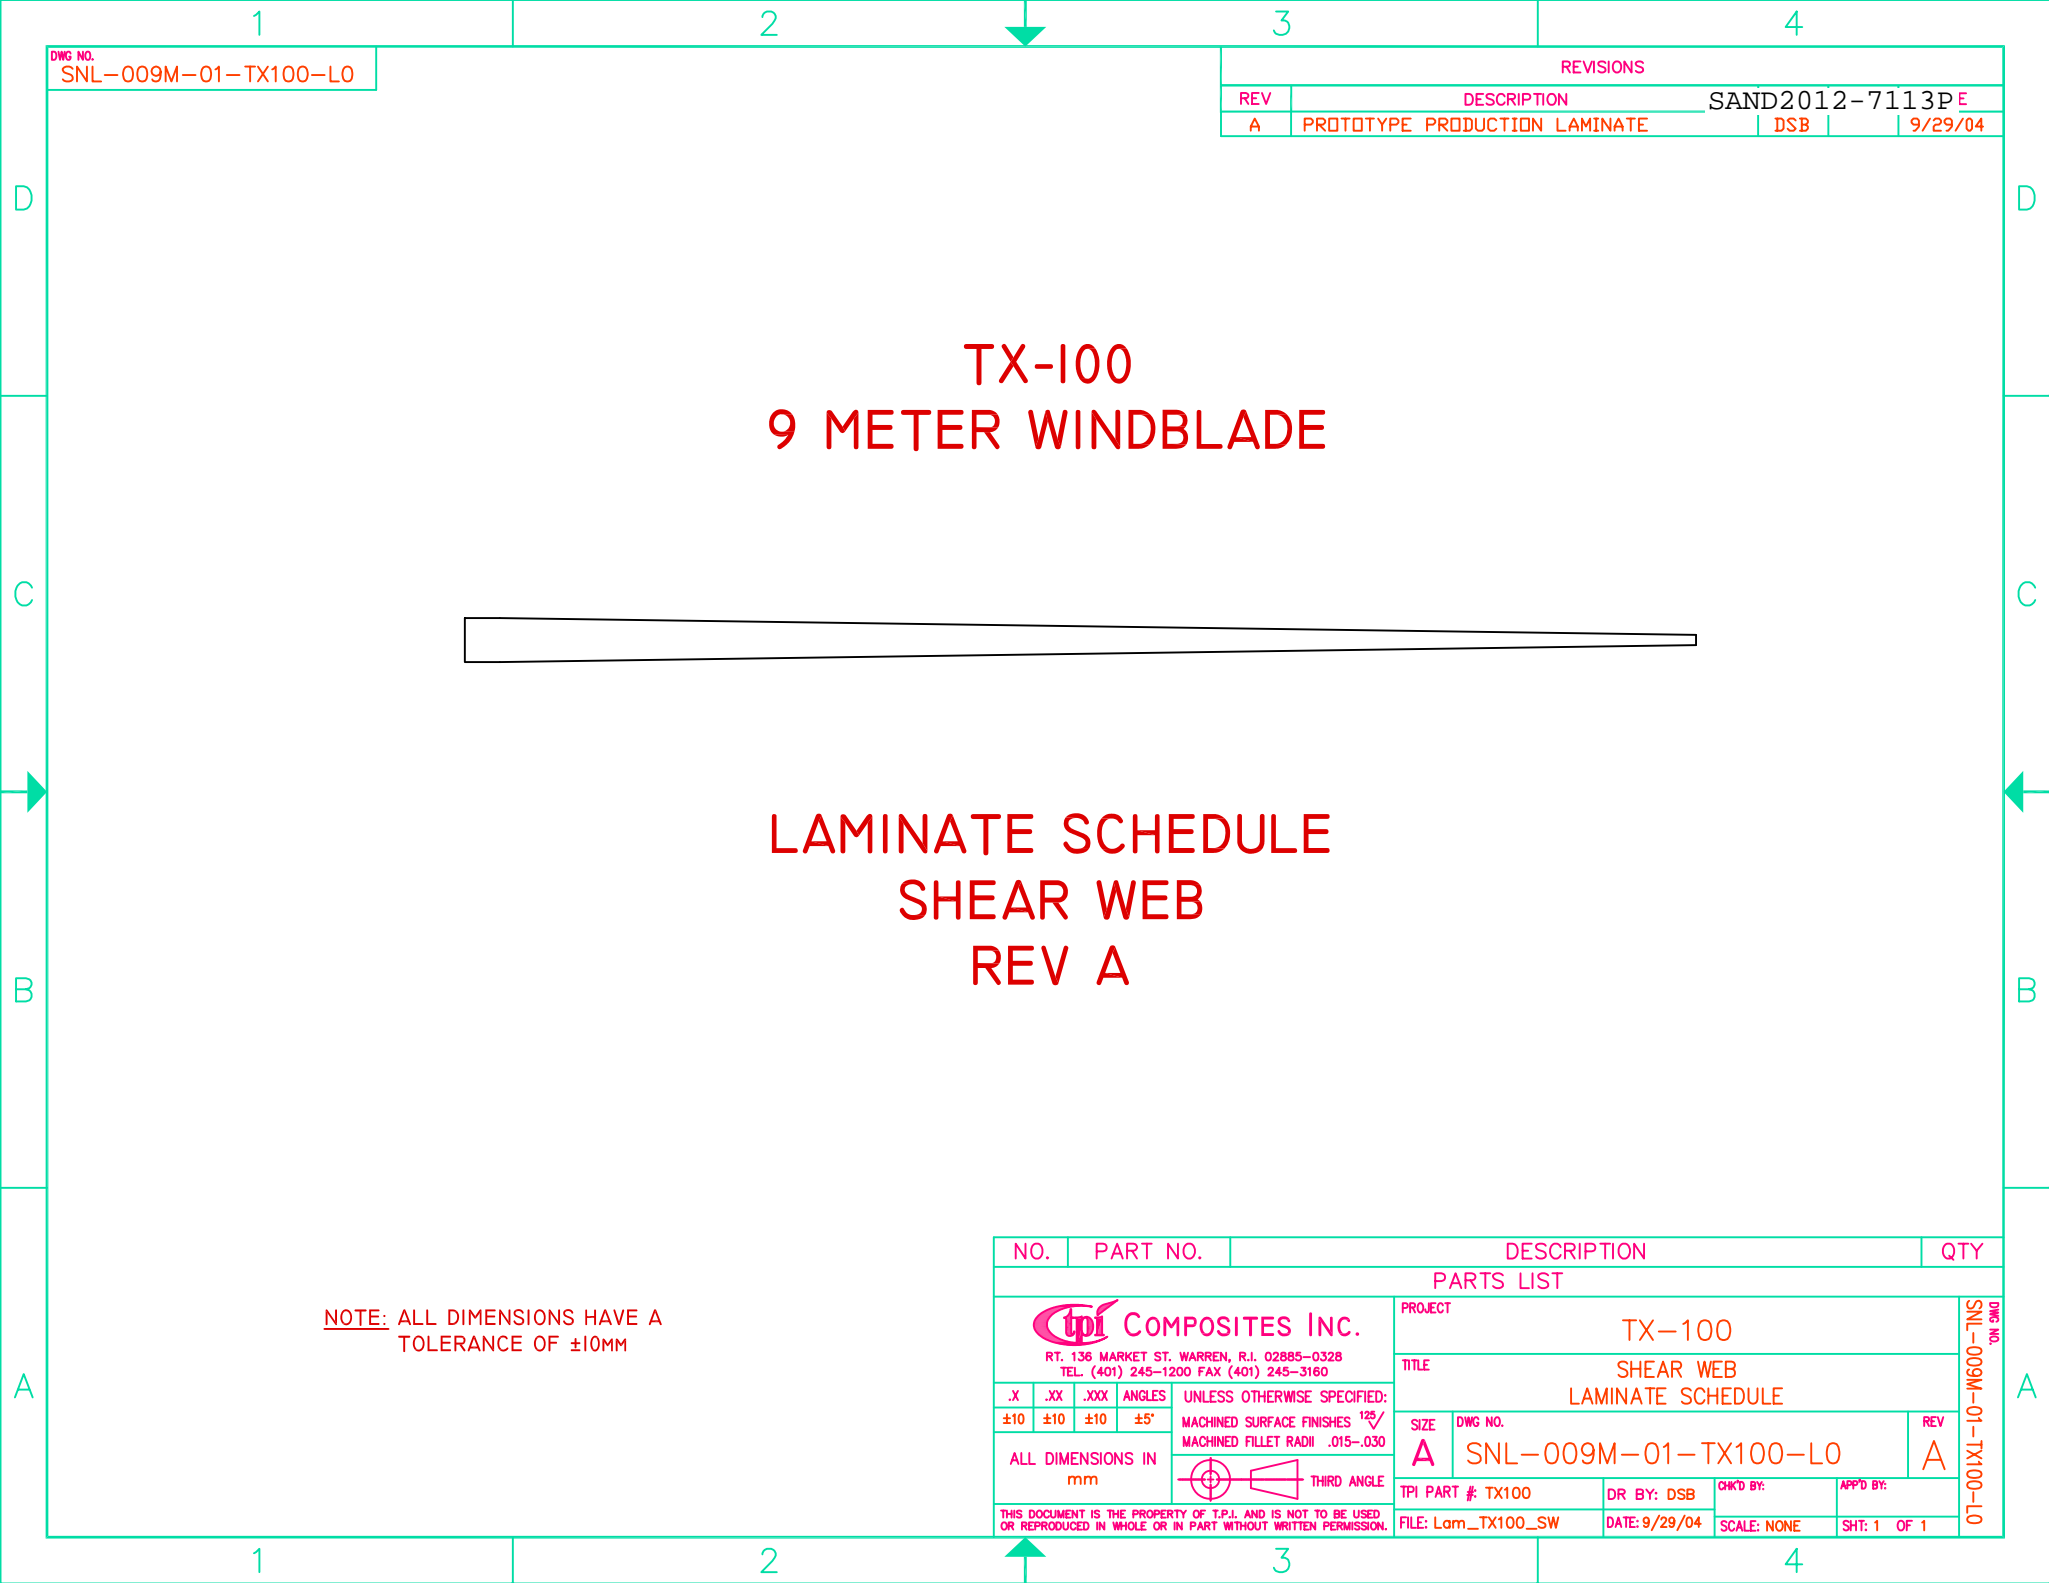 1 2 3 4
DWG NO.
SNL-009M-01-TX100-L0
REVISIONS
REV DESCRIPTION SAND2012-7113P E
A PROTOTYPE PRODUCTION LAMINATE DSB 9/29/04
D D
TX-100
9 METER WINDBLADE
C C
LAMINATE SCHEDULE
SHEAR WEB
REV A
B B
NO. PART NO. DESCRIPTION QTY
PARTS LIST
NOTE: ALL DIMENSIONS HAVE A
TOLERANCE OF ±10MM
A A
tpi COMPOSITES INC.
RT. 136 MARKET ST. WARREN, R.I. 02885-0328
TEL. (401) 245-1200 FAX (401) 245-3160
PROJECT
TX-100
TITLE
SHEAR WEB
LAMINATE SCHEDULE
.X .XX .XXX ANGLES
±10 ±10 ±10 ±5°
UNLESS OTHERWISE SPECIFIED:
MACHINED SURFACE FINISHES 125
MACHINED FILLET RADII .015-.030
ALL DIMENSIONS IN
mm
THIRD ANGLE
SIZE
A
DWG NO.
SNL-009M-01-TX100-L0
REV
A
TPI PART #: TX100
DR BY: DSB
CHK'D BY:
APP'D BY:
FILE: Lam_TX100_SW
DATE: 9/29/04
SCALE: NONE
SHT: 1 OF 1
THIS DOCUMENT IS THE PROPERTY OF T.P.I. AND IS NOT TO BE USED
OR REPRODUCED IN WHOLE OR IN PART WITHOUT WRITTEN PERMISSION.
DWG NO.
SNL-009M-01-TX100-L0
1 2 3 4